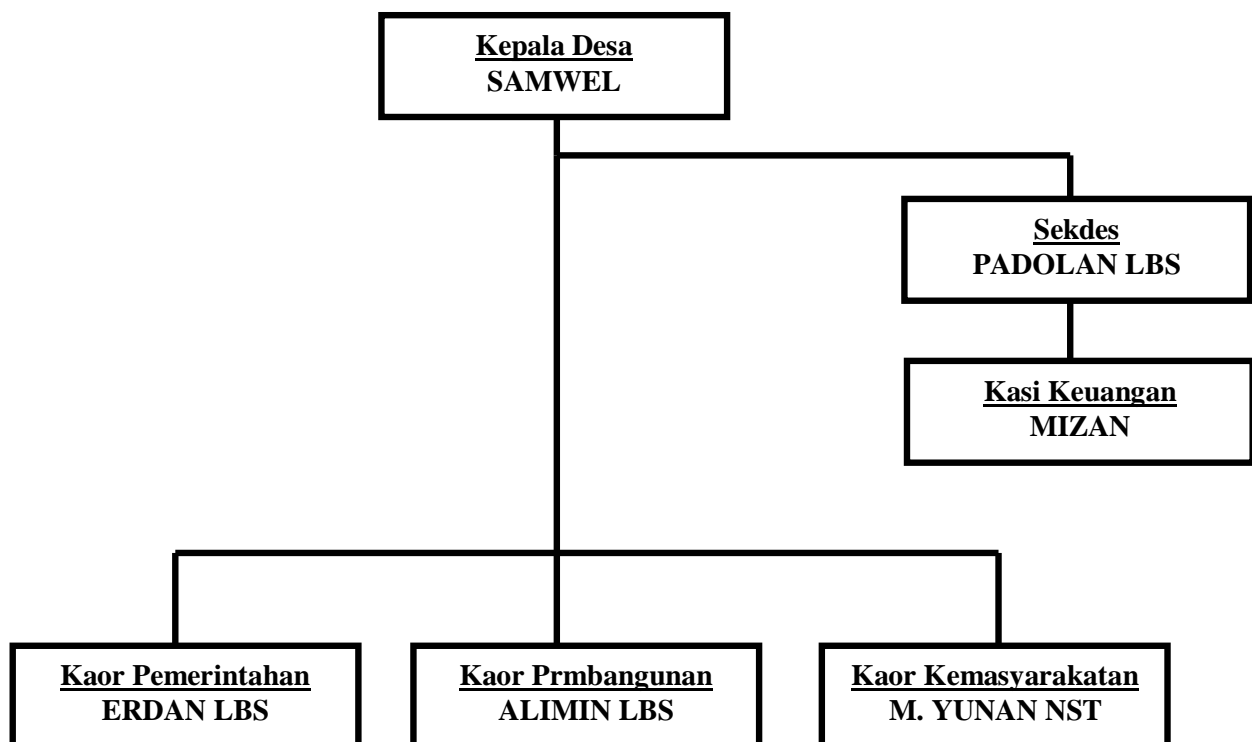 Kepala Desa
SAMWEL
Sekdes
PADOLAN LBS
Kasi Keuangan
MIZAN
Kaor Pemerintahan
ERDAN LBS
Kaor Prmbangunan
ALIMIN LBS
Kaor Kemasyarakatan
M. YUNAN NST